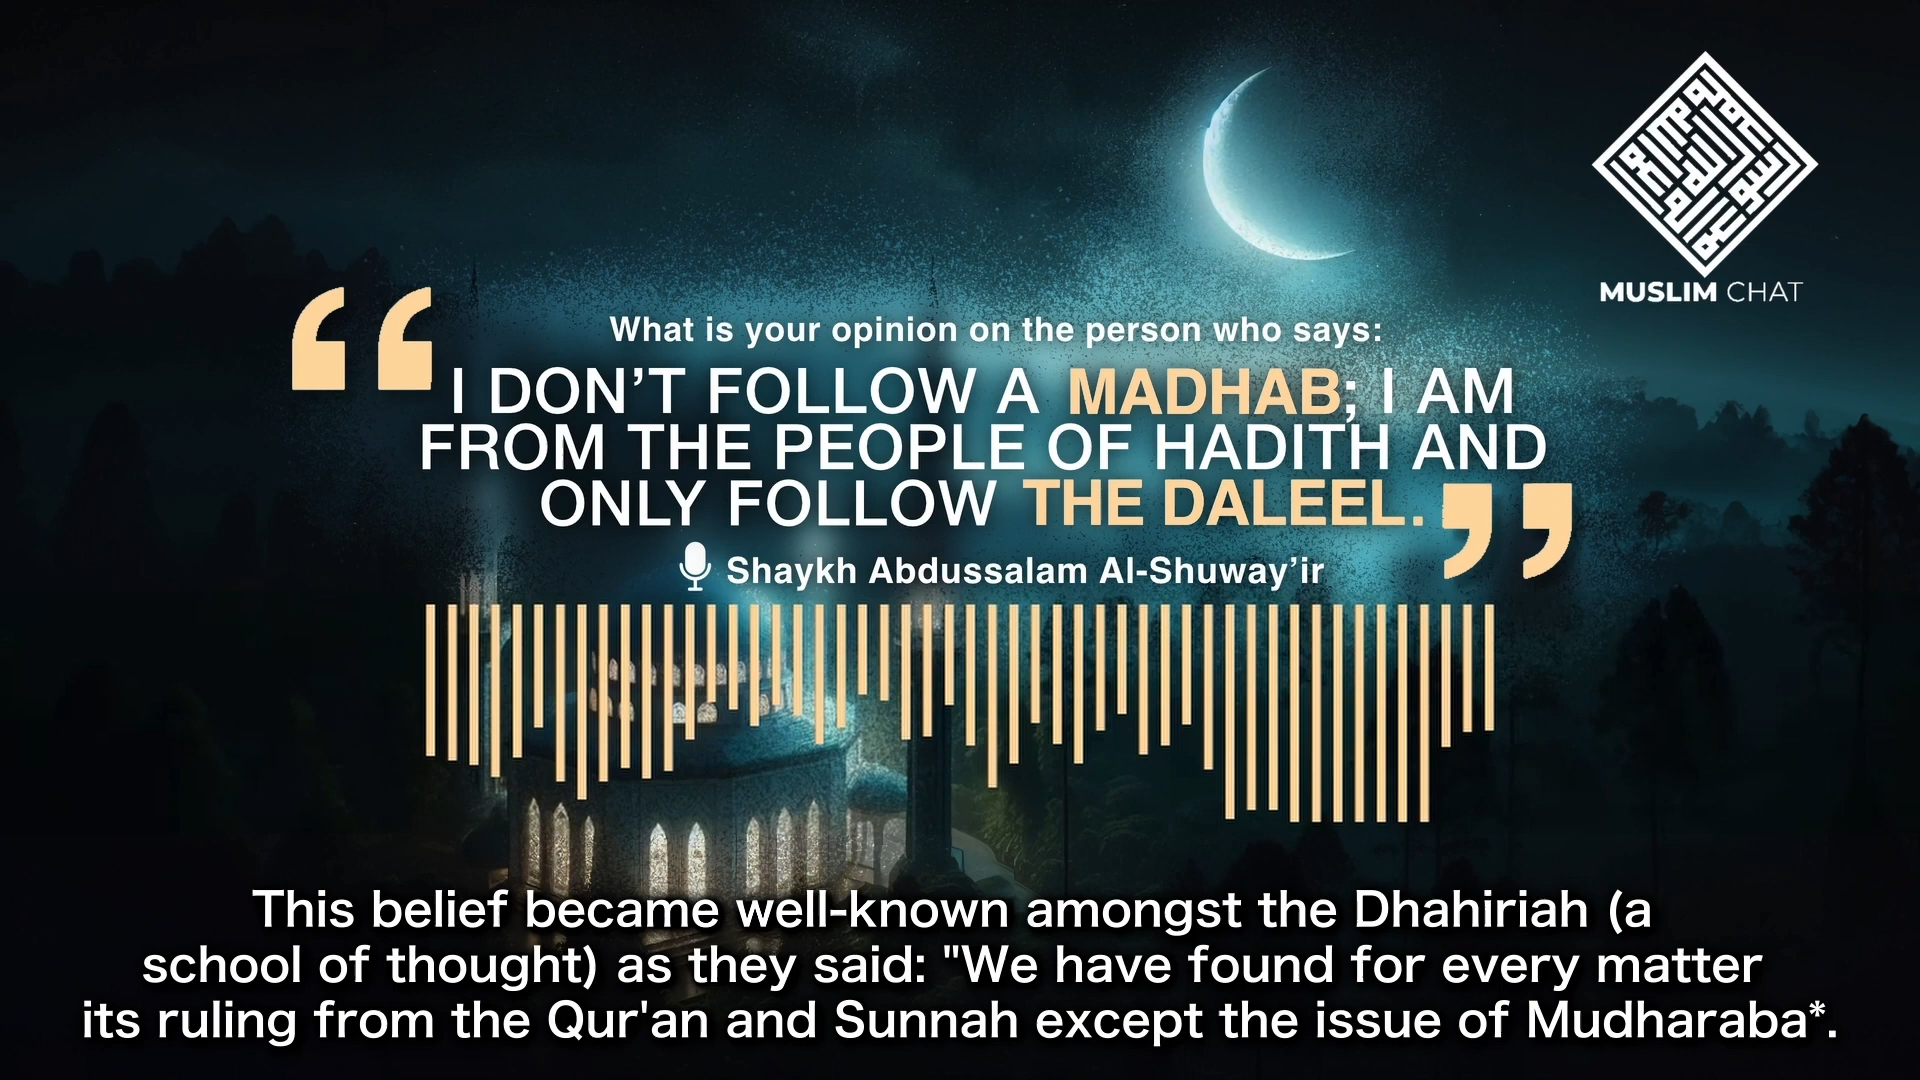 MUSLIM CHAT
What is your opinion on the person who says:
I DON’T FOLLOW A MADHAB; I AM
FROM THE PEOPLE OF HADITH AND
ONLY FOLLOW THE DALEEL.
Shaykh Abdussalam Al-Shuway’ir
This belief became well-known amongst the Dhahiriah (a
school of thought) as they said: "We have found for every matter
its ruling from the Qur'an and Sunnah except the issue of Mudharaba*.